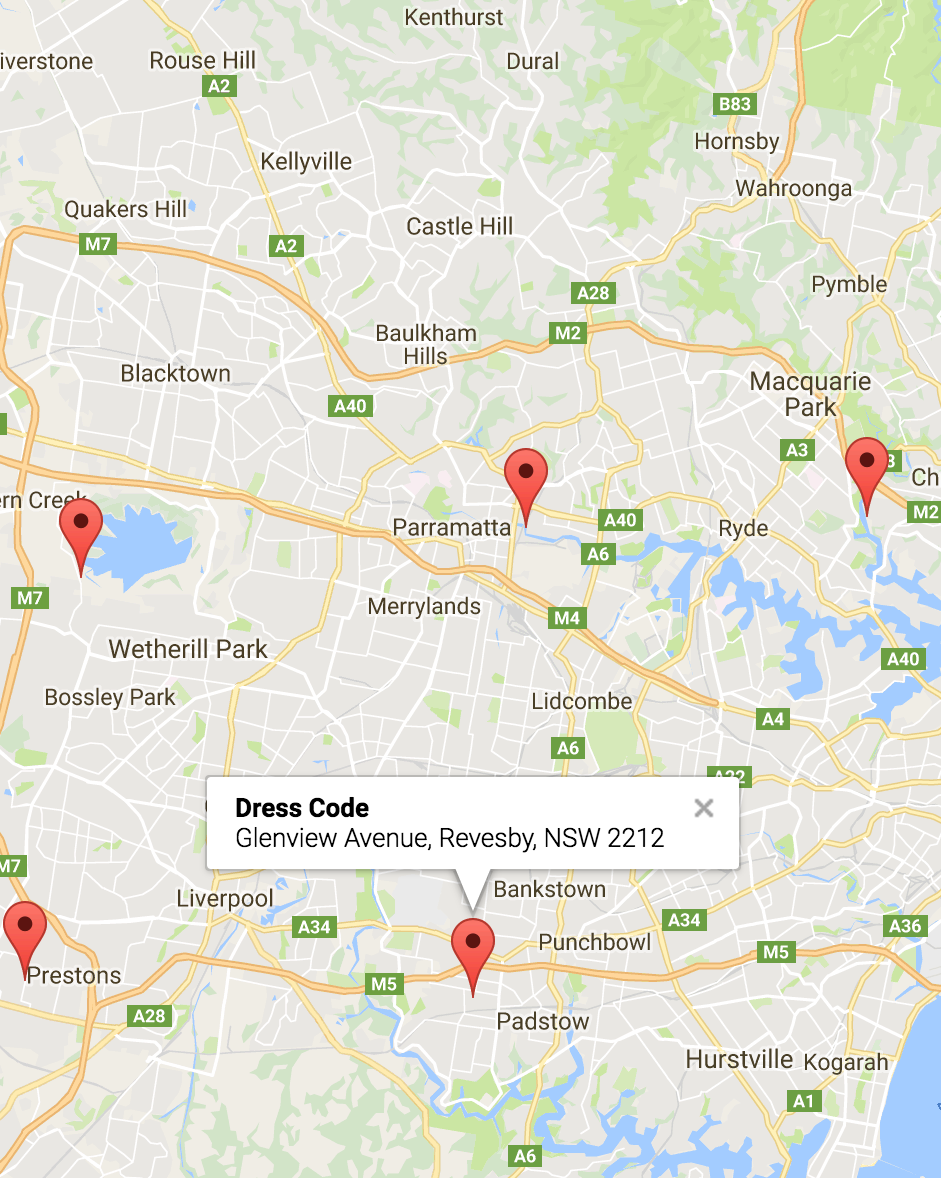 Kenthurst
iverstone
Rouse Hill
Dural
A2
B83
Hornsby
Kellyville
Wahroonga
Quakers Hill
Castle Hill
M7
A2
Pymble
A28
M2
Baulkham
Hills
Blacktown
Macquarie
Park
A40
A3
3
Ch
ern Creek
M2
Parramatta
A40
Ryde
A6
M7
Merrylands
M4
Wetherill Park
A40
Bossley Park
Lidcombe
A4
A6
A22
Dress Code
Glenview Avenue, Revesby, NSW 2212
M7
Bankstown
Liverpool
A34
A34
A36
Punchbowl
M5
Prestons
M5
A28
Padstow
Hurstville
Kogarah
A1
A6